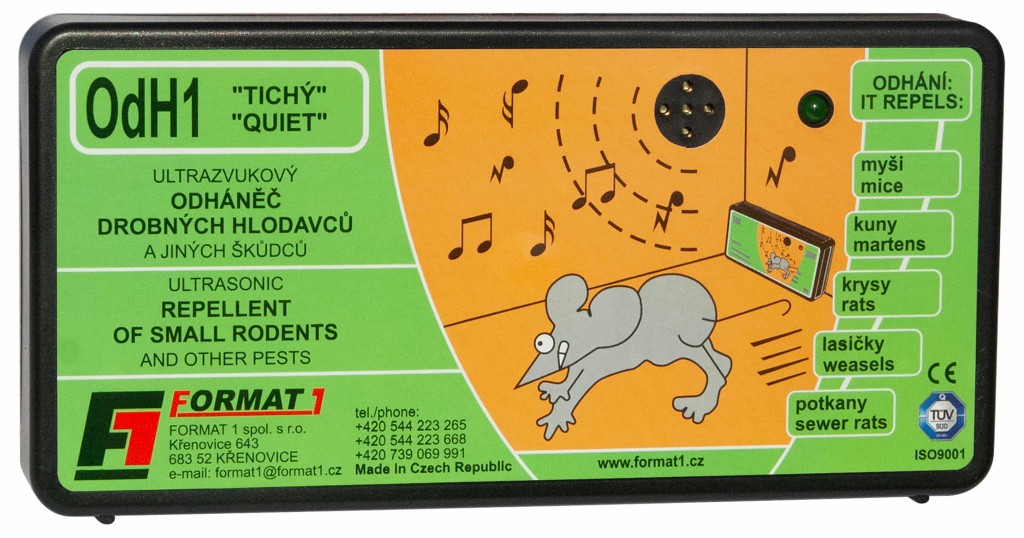 OdH1
"TICHÝ"
"QUIET"
ULTRAZVUKOVÝ
ODHÁNĚČ
DROBNÝCH HLODAVCŮ
A JINÝCH ŠKŮDCŮ
ULTRASONIC
REPELLENT
OF SMALL RODENTS
AND OTHER PESTS
F1
FORMAT 1
FORMAT 1 spol. s r.o.
Křenovice 643
683 52 KŘENOVICE
e-mail: format1@format1.cz
tel./phone:
+420 544 223 265
+420 544 223 668
+420 739 069 991
Made In Czech Republic
www.format1.cz
ODHÁNÍ:
IT REPELS:
myši
mice
kuny
martens
krysy
rats
lasičky
weasels
potkany
sewer rats
CE
TÜV
SÜD
ISO9001